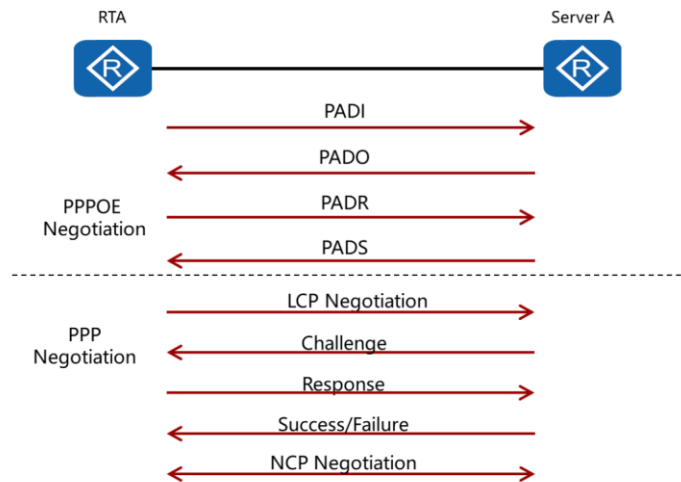 RTA
Server A
R
R
PADI
PADO
PPPOE
Negotiation
PADR
PADS
LCP Negotiation
PPP
Negotiation
Challenge
Response
Success/Failure
NCP Negotiation